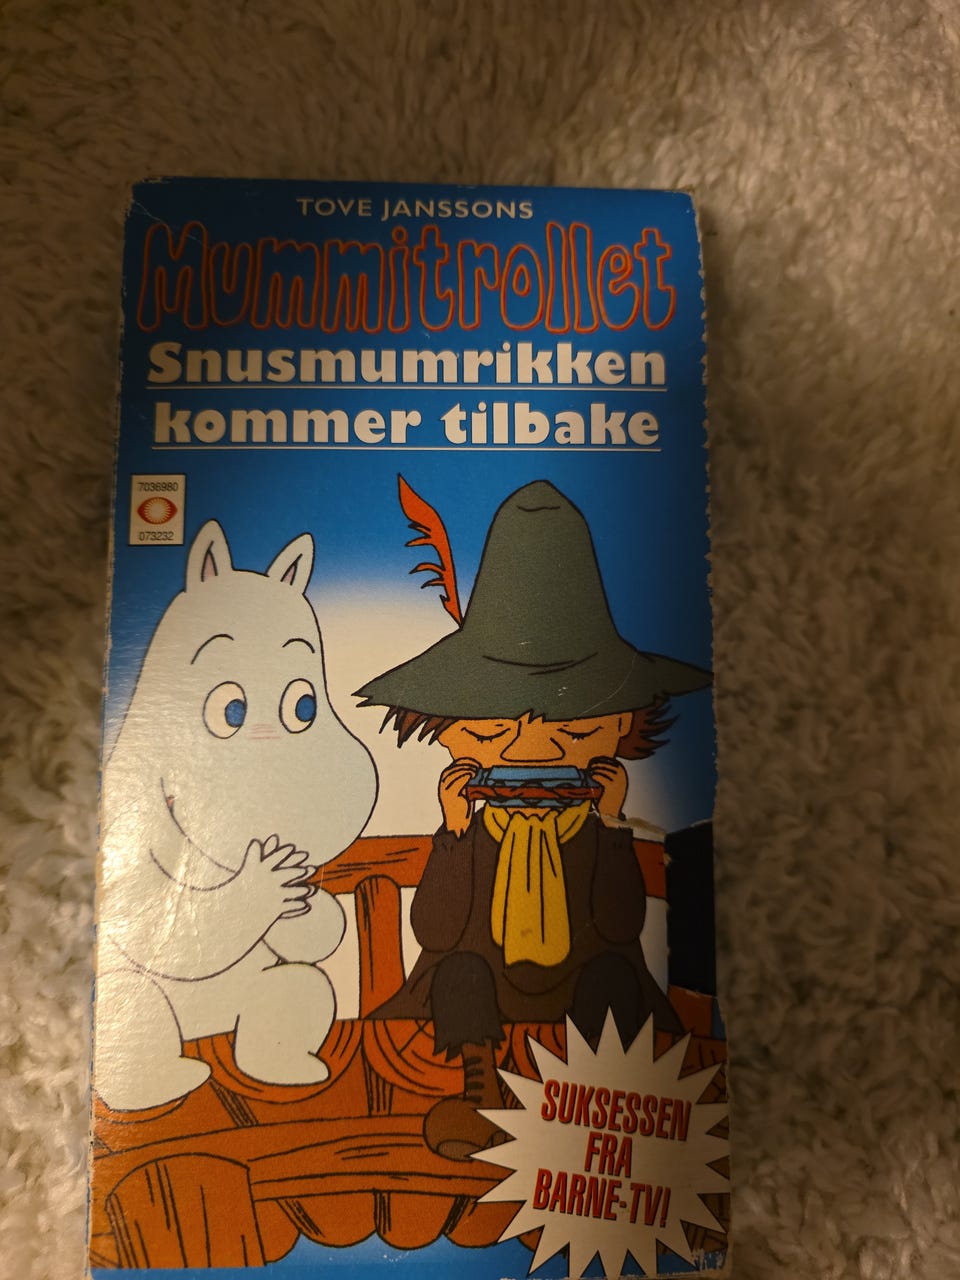 TOVE JANSSONS
Mummitrollet
Snusmumrikken
kommer tilbake
7036980
073232
SUKSESSEN
FRA
BARNE-TV!